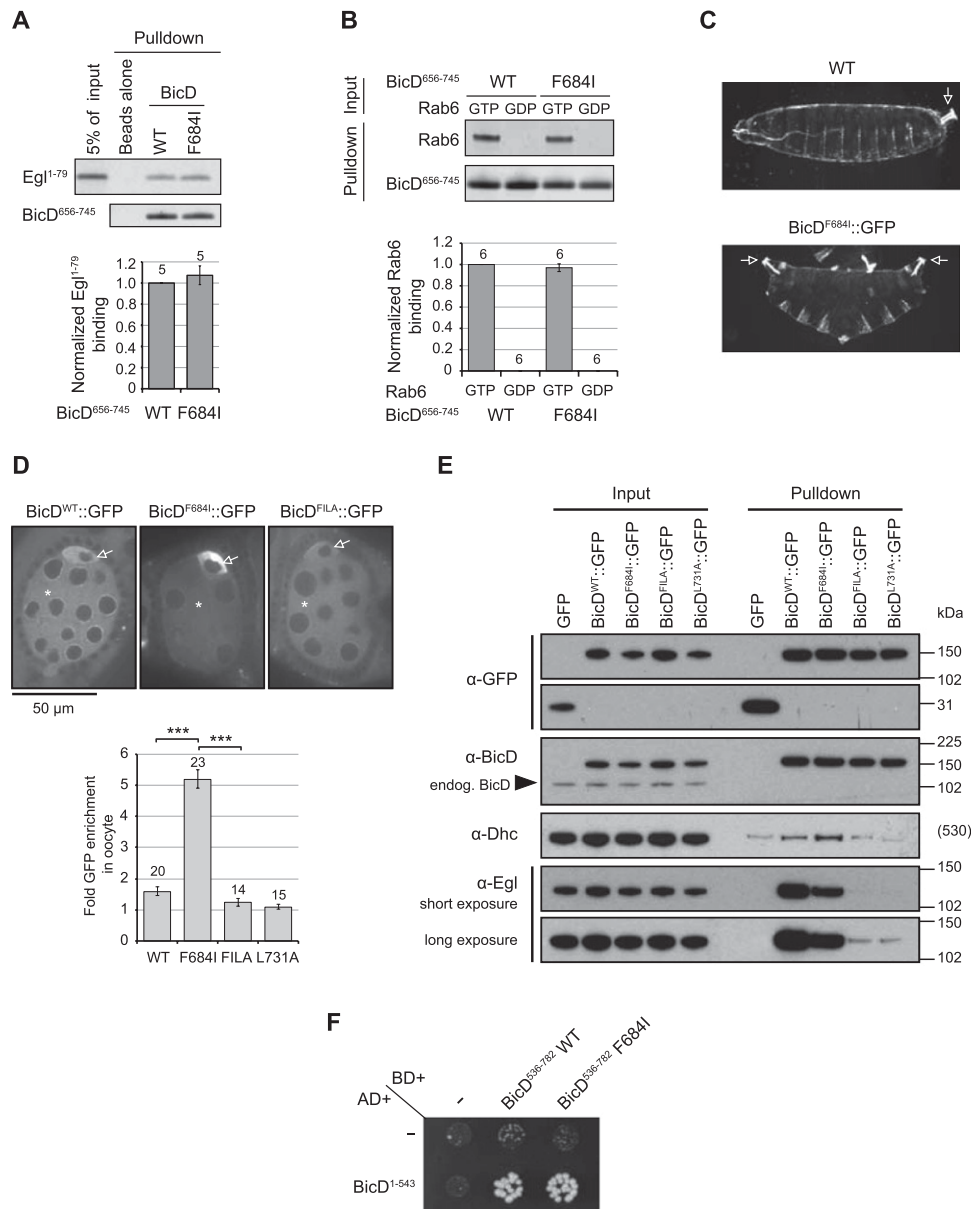 A
Pulldown
5% of input
Beads alone
BicD
WT
F684I
Egl1-79
BicD656-745
Normalized Egl1-79
binding
1.2
1.0
0.8
0.6
0.4
0.2
0
5
5
BicD656-745 WT F684I
B
Input
Pulldown
BicD656-745 WT F684I
Rab6 GTP GDP GTP GDP
Rab6
BicD656-745
Normalized Rab6
binding
1.2
1
0.8
0.6
0.4
0.2
0
6
6
6
6
Rab6 GTP GDP GTP GDP
BicD656-745 WT F684I
C
WT
BicDF684I::GFP
D
BicDWT::GFP BicDF684I::GFP BicDFILA::GFP
* * *
50 µm
Fold GFP enrichment
in oocyte
*** ***
6
5
4
3
2
1
0
20
23
14
15
WT F684I FILA L731A
E
Input Pulldown
GFP
BicDWT::GFP
BicDF684I::GFP
BicDFILA::GFP
BicDL731A::GFP
GFP
BicDWT::GFP
BicDF684I::GFP
BicDFILA::GFP
BicDL731A::GFP
kDa
α-GFP
150
102
31
α-BicD
endog. BicD
225
150
102
α-Dhc
(530)
α-Egl
short exposure
150
102
long exposure
150
102
F
BD+
AD+
-
BicD536-782 WT
BicD536-782 F684I
–
BicD1-543